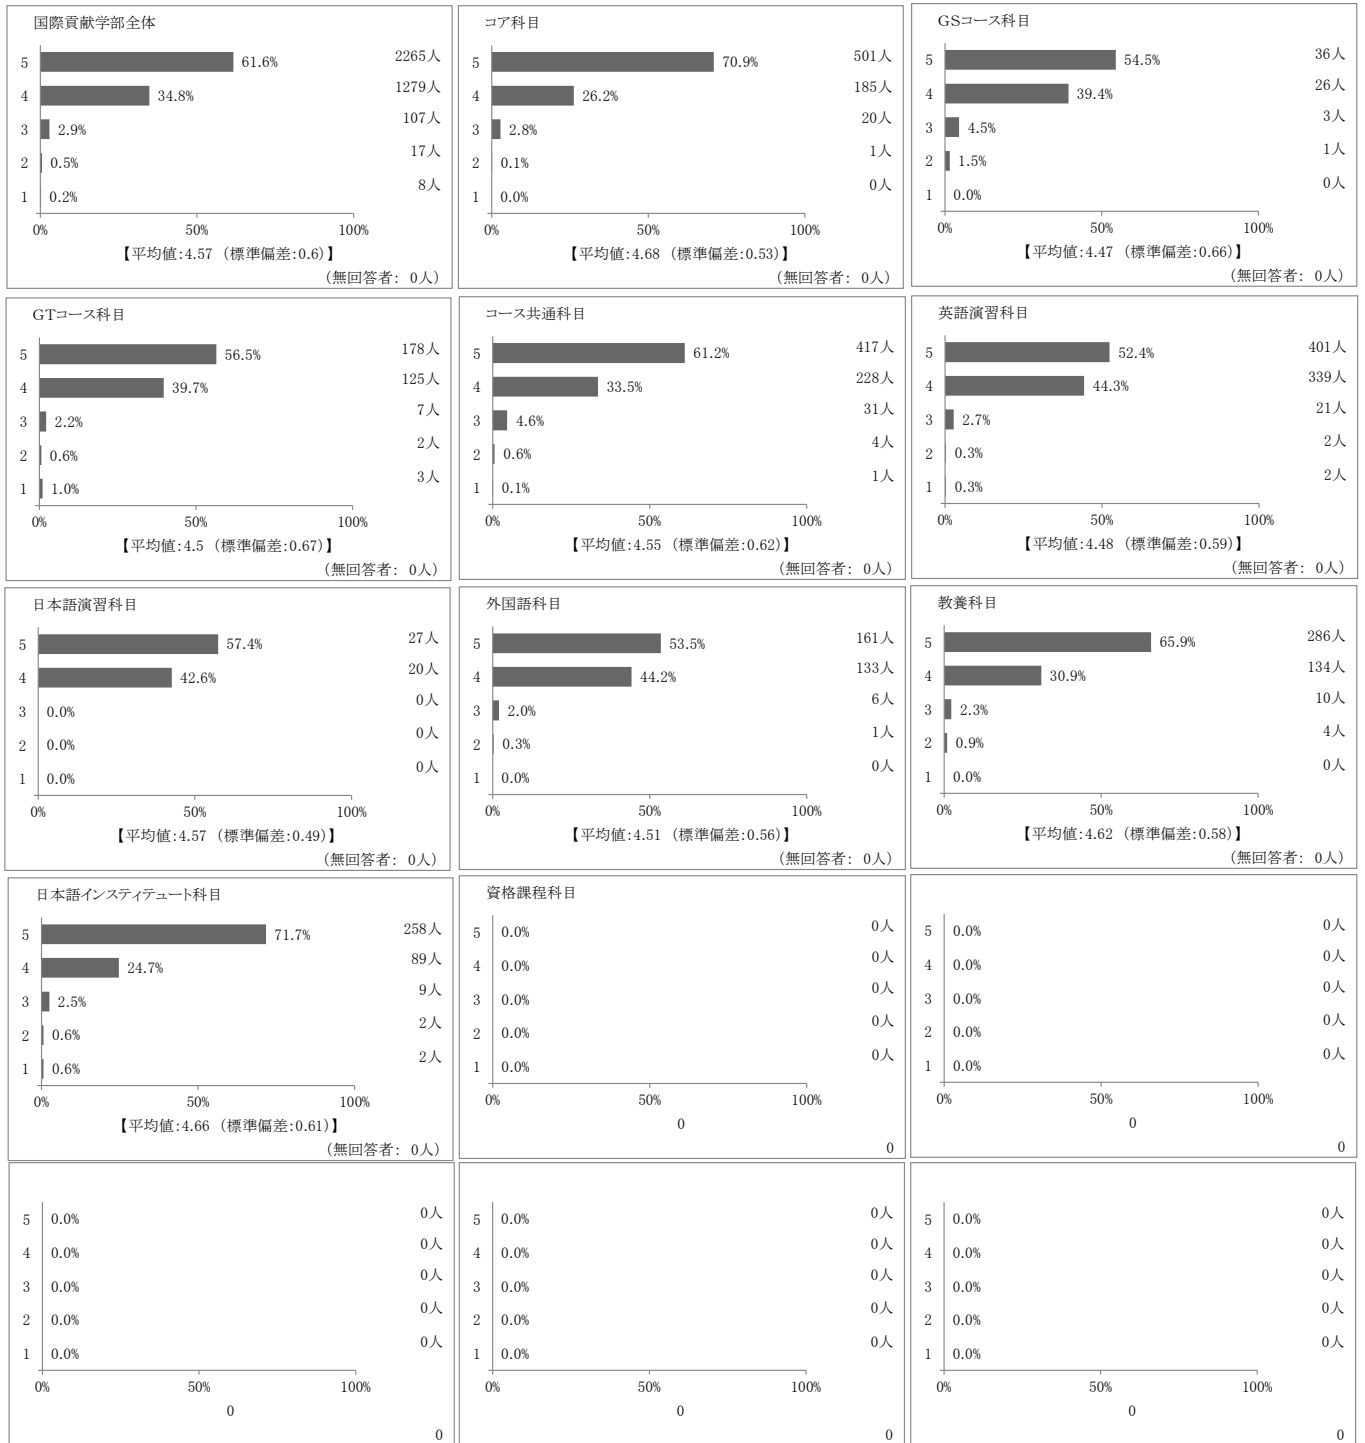 国際貢献学部全体
5 61.6% 2265人
4 34.8% 1279人
3 2.9% 107人
2 0.5% 17人
1 0.2% 8人
0% 50% 100%
【平均値:4.57 (標準偏差:0.6)】
(無回答者: 0人)
コア科目
5 70.9% 501人
4 26.2% 185人
3 2.8% 20人
2 0.1% 1人
1 0.0% 0人
0% 50% 100%
【平均値:4.68 (標準偏差:0.53)】
(無回答者: 0人)
GSコース科目
5 54.5% 36人
4 39.4% 26人
3 4.5% 3人
2 1.5% 1人
1 0.0% 0人
0% 50% 100%
【平均値:4.47 (標準偏差:0.66)】
(無回答者: 0人)
GTコース科目
5 56.5% 178人
4 39.7% 125人
3 2.2% 7人
2 0.6% 2人
1 1.0% 3人
0% 50% 100%
【平均値:4.5 (標準偏差:0.67)】
(無回答者: 0人)
コース共通科目
5 61.2% 417人
4 33.5% 228人
3 4.6% 31人
2 0.6% 4人
1 0.1% 1人
0% 50% 100%
【平均値:4.55 (標準偏差:0.62)】
(無回答者: 0人)
英語演習科目
5 52.4% 401人
4 44.3% 339人
3 2.7% 21人
2 0.3% 2人
1 0.3% 2人
0% 50% 100%
【平均値:4.48 (標準偏差:0.59)】
(無回答者: 0人)
日本語演習科目
5 57.4% 27人
4 42.6% 20人
3 0.0% 0人
2 0.0% 0人
1 0.0% 0人
0% 50% 100%
【平均値:4.57 (標準偏差:0.49)】
(無回答者: 0人)
外国語科目
5 53.5% 161人
4 44.2% 133人
3 2.0% 6人
2 0.3% 1人
1 0.0% 0人
0% 50% 100%
【平均値:4.51 (標準偏差:0.56)】
(無回答者: 0人)
教養科目
5 65.9% 286人
4 30.9% 134人
3 2.3% 10人
2 0.9% 4人
1 0.0% 0人
0% 50% 100%
【平均値:4.62 (標準偏差:0.58)】
(無回答者: 0人)
日本語インスティテュート科目
5 71.7% 258人
4 24.7% 89人
3 2.5% 9人
2 0.6% 2人
1 0.6% 2人
0% 50% 100%
【平均値:4.66 (標準偏差:0.61)】
(無回答者: 0人)
資格課程科目
5 0.0% 0人
4 0.0% 0人
3 0.0% 0人
2 0.0% 0人
1 0.0% 0人
0% 50% 100%
0
0
5 0.0% 0人
4 0.0% 0人
3 0.0% 0人
2 0.0% 0人
1 0.0% 0人
0% 50% 100%
0
0
5 0.0% 0人
4 0.0% 0人
3 0.0% 0人
2 0.0% 0人
1 0.0% 0人
0% 50% 100%
0
0
5 0.0% 0人
4 0.0% 0人
3 0.0% 0人
2 0.0% 0人
1 0.0% 0人
0% 50% 100%
0
0
5 0.0% 0人
4 0.0% 0人
3 0.0% 0人
2 0.0% 0人
1 0.0% 0人
0% 50% 100%
0
0